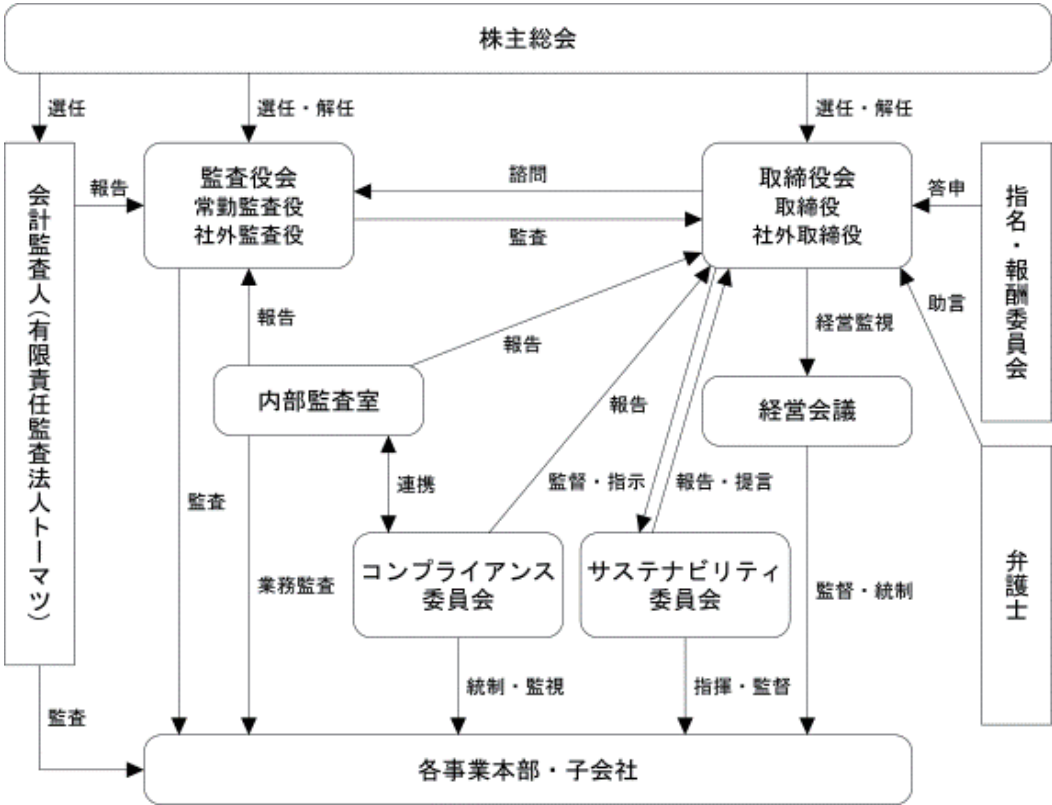 株主総会
選任
選任・解任
選任・解任
会計監査人(有限責任監査法人トーマツ)
報告
監査役会
常勤監査役
社外監査役
諮問
監査
取締役会
取締役
社外取締役
答申
指名・報酬委員会
報告
報告
経営監視
助言
内部監査室
報告
経営会議
監査
連携
監督・指示
報告・提言
業務監査
コンプライアンス
委員会
サステナビリティ
委員会
監督・統制
弁護士
統制・監視
指揮・監督
監査
各事業本部・子会社